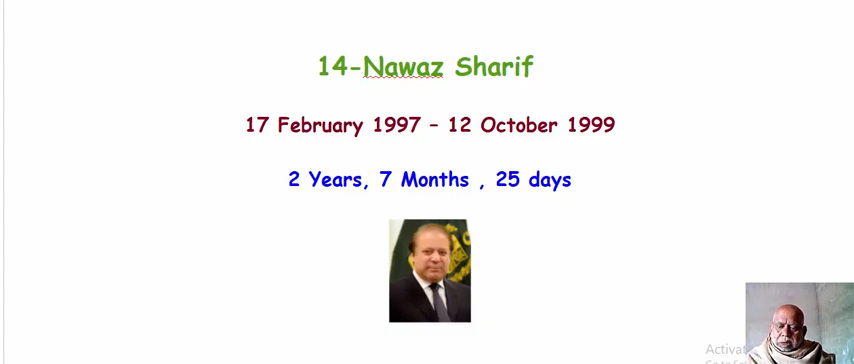 14-Nawaz Sharif
17 February 1997 – 12 October 1999
2 Years, 7 Months , 25 days